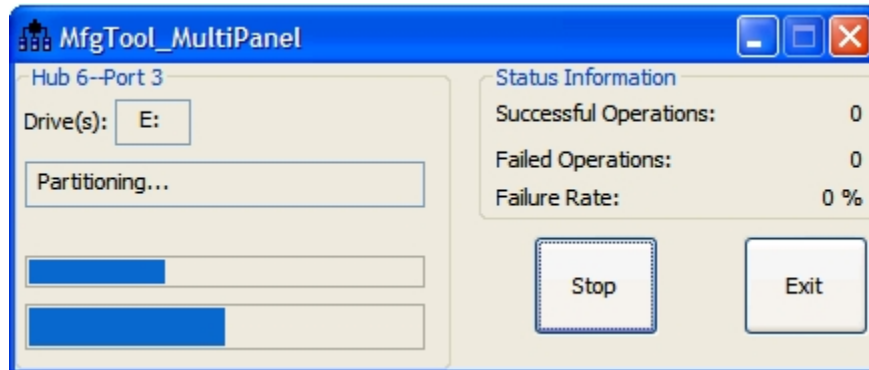 MfgTool_MultiPanel
Hub 6--Port 3
Drive(s): E:
Partitioning...
Status Information
Successful Operations: 0
Failed Operations: 0
Failure Rate: 0 %
Stop
Exit